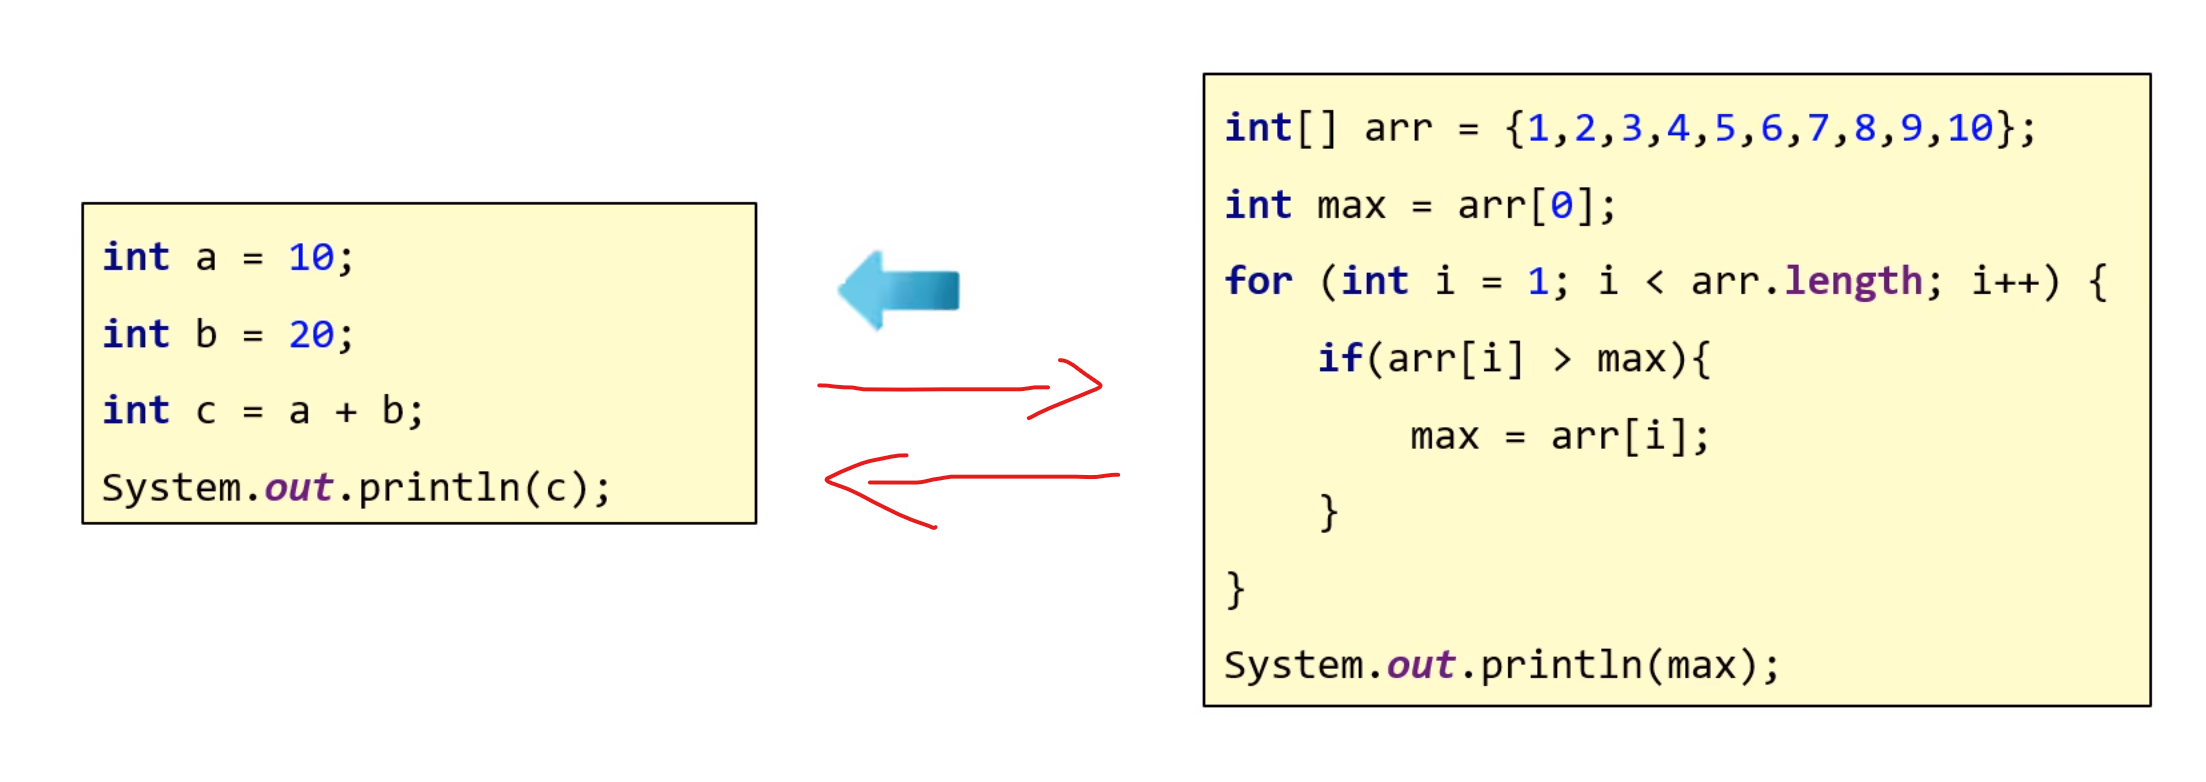 int a = 10;
int b = 20;
int c = a + b;
System.out.println(c);
int[] arr = {1,2,3,4,5,6,7,8,9,10};
int max = arr[0];
for (int i = 1; i < arr.length; i++) {
    if(arr[i] > max){
        max = arr[i];
    }
}
System.out.println(max);